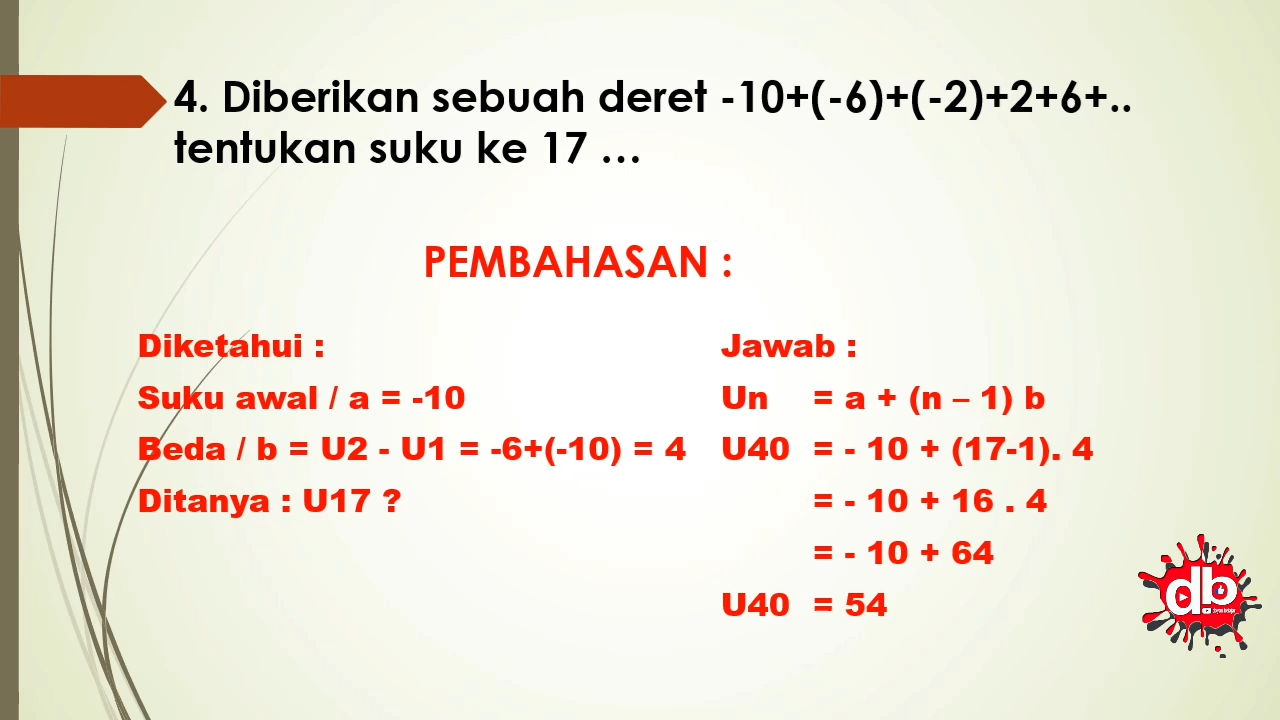 4. Diberikan sebuah deret -10+(-6)+(-2)+2+6+..
tentukan suku ke 17 ...
PEMBAHASAN :
Diketahui :
Suku awal / a = -10
Beda / b = U2 - U1 = -6+(-10) = 4
Ditanya : U17 ?
Jawab :
Un = a + (n – 1) b
U40 = - 10 + (17-1). 4
= - 10 + 16 . 4
= - 10 + 64
U40 = 54
db